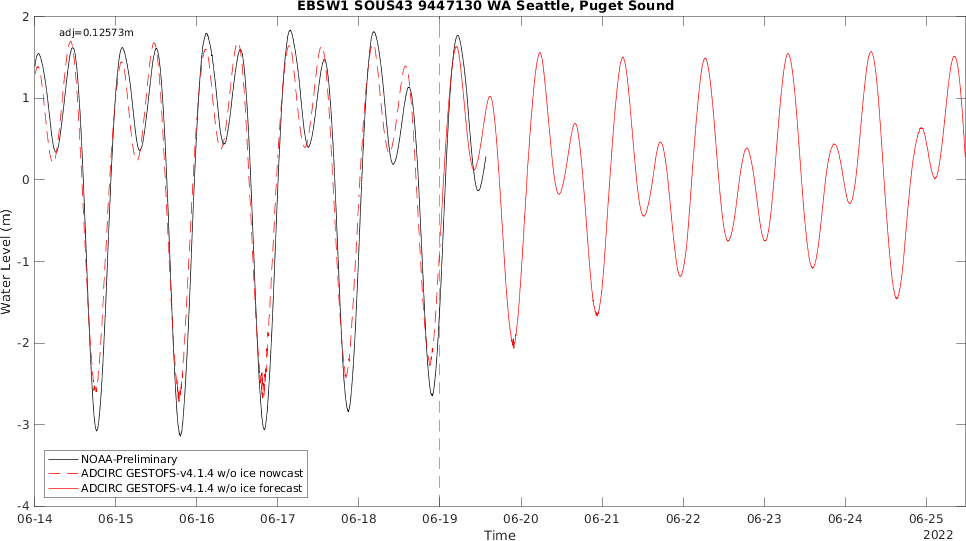 EBSW1 SOUS43 9447130 WA Seattle, Puget Sound
adj=0.12573m
2
1
0
-1
-2
-3
-4
Water Level (m)
NOAA-Preliminary
ADCIRC GESTOFS-v4.1.4 w/o ice nowcast
ADCIRC GESTOFS-v4.1.4 w/o ice forecast
06-14 06-15 06-16 06-17 06-18 06-19 06-20 06-21 06-22 06-23 06-24 06-25
2022
Time